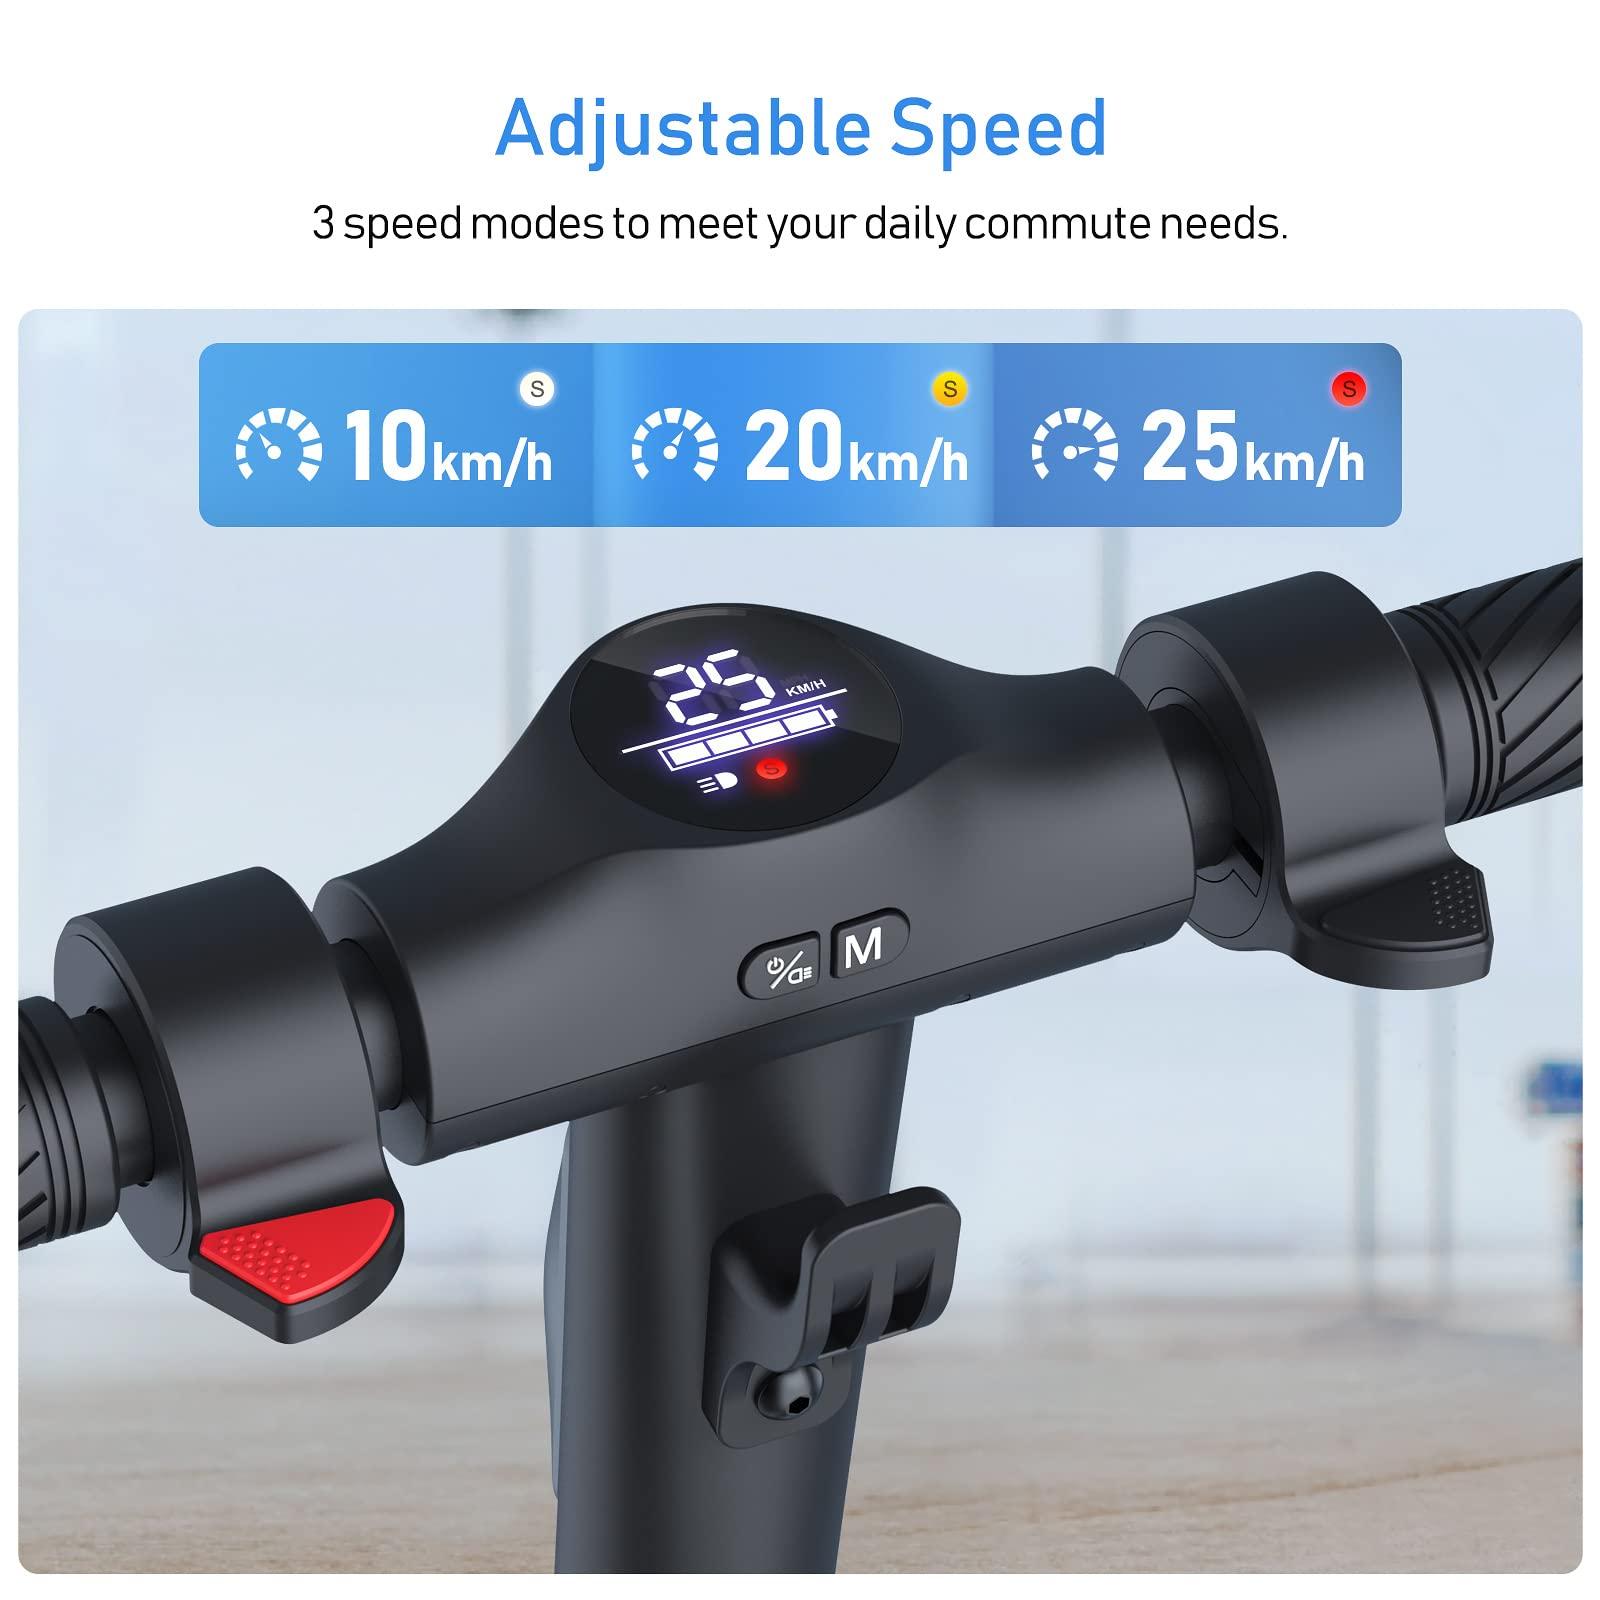 Adjustable Speed
3 speed modes to meet your daily commute needs.
S
10km/h
S
20km/h
S
25km/h
25 KM/H
S
M